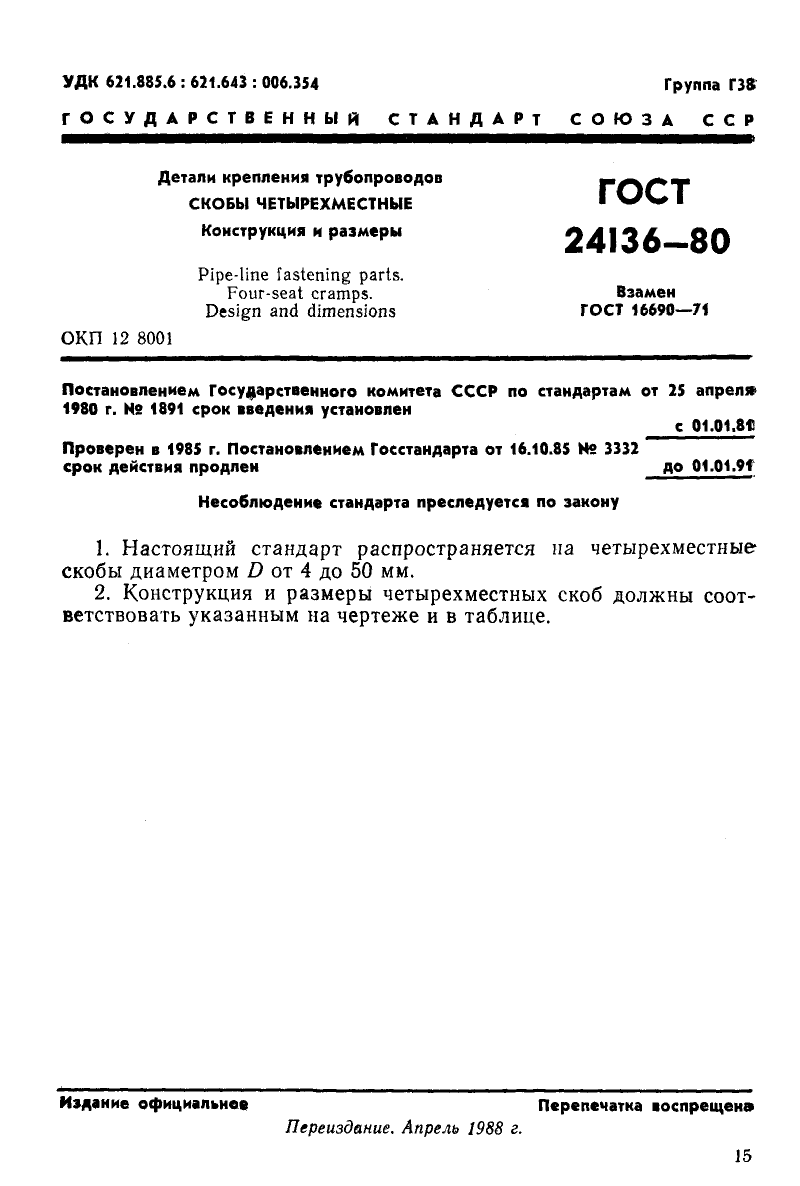 УДК 621.885.6 : 621.643 : 006.354 Группа Г38
ГОСУДАРСТВЕННЫЙ СТАНДАРТ СОЮЗА ССР
Детали крепления трубопроводов
СКОБЫ ЧЕТЫРЕХМЕСТНЫЕ
Конструкция и размеры
Pipe-line fastening parts.
Four-seat cramps.
Design and dimensions
ГОСТ
24136—80
Взамен
ГОСТ 16690—71
ОКП 12 8001
Постановлением Государственного комитета СССР по стандартам от 25 апреля
1980 г. № 1891 срок введения установлен
с 01.01.81
Проверен в 1985 г. Постановлением Госстандарта от 16.10.85 № 3332
срок действия продлен
до 01.01.91
Несоблюдение стандарта преследуется по закону
1. Настоящий стандарт распространяется на четырехместные
скобы диаметром D от 4 до 50 мм.
2. Конструкция и размеры четырехместных скоб должны соот-
ветствовать указанным на чертеже и в таблице.
Издание официальное Перепечатка воспрещена
Переиздание. Апрель 1988 г.
15